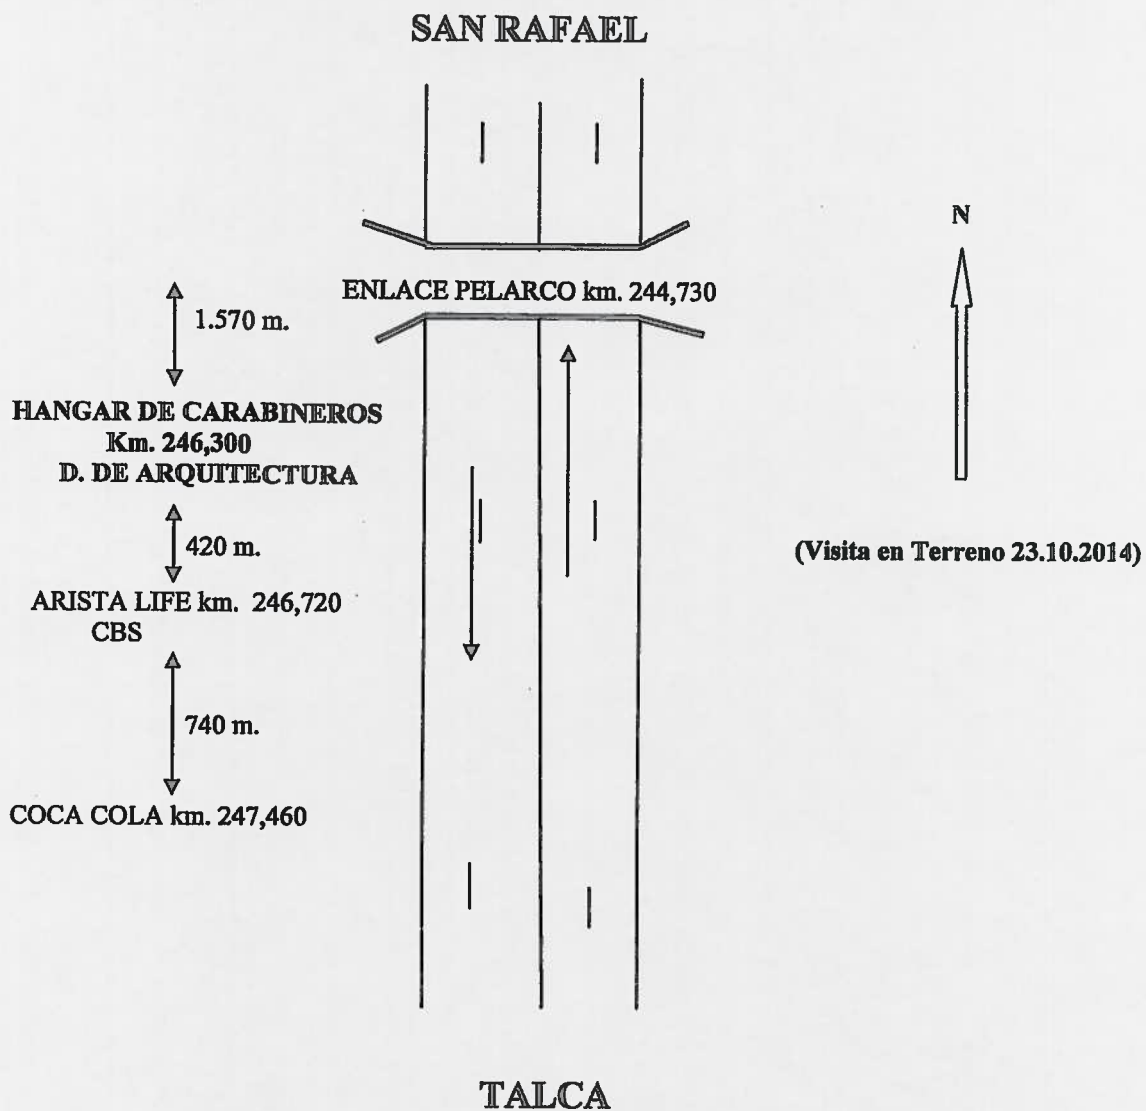 SAN RAFAEL
N
ENLACE PELARCO km. 244,730
1.570 m.
HANGAR DE CARABINEROS
Km. 246,300
D. DE ARQUITECTURA
420 m.
(Visita en Terreno 23.10.2014)
ARISTA LIFE km. 246,720
CBS
740 m.
COCA COLA km. 247,460
TALCA